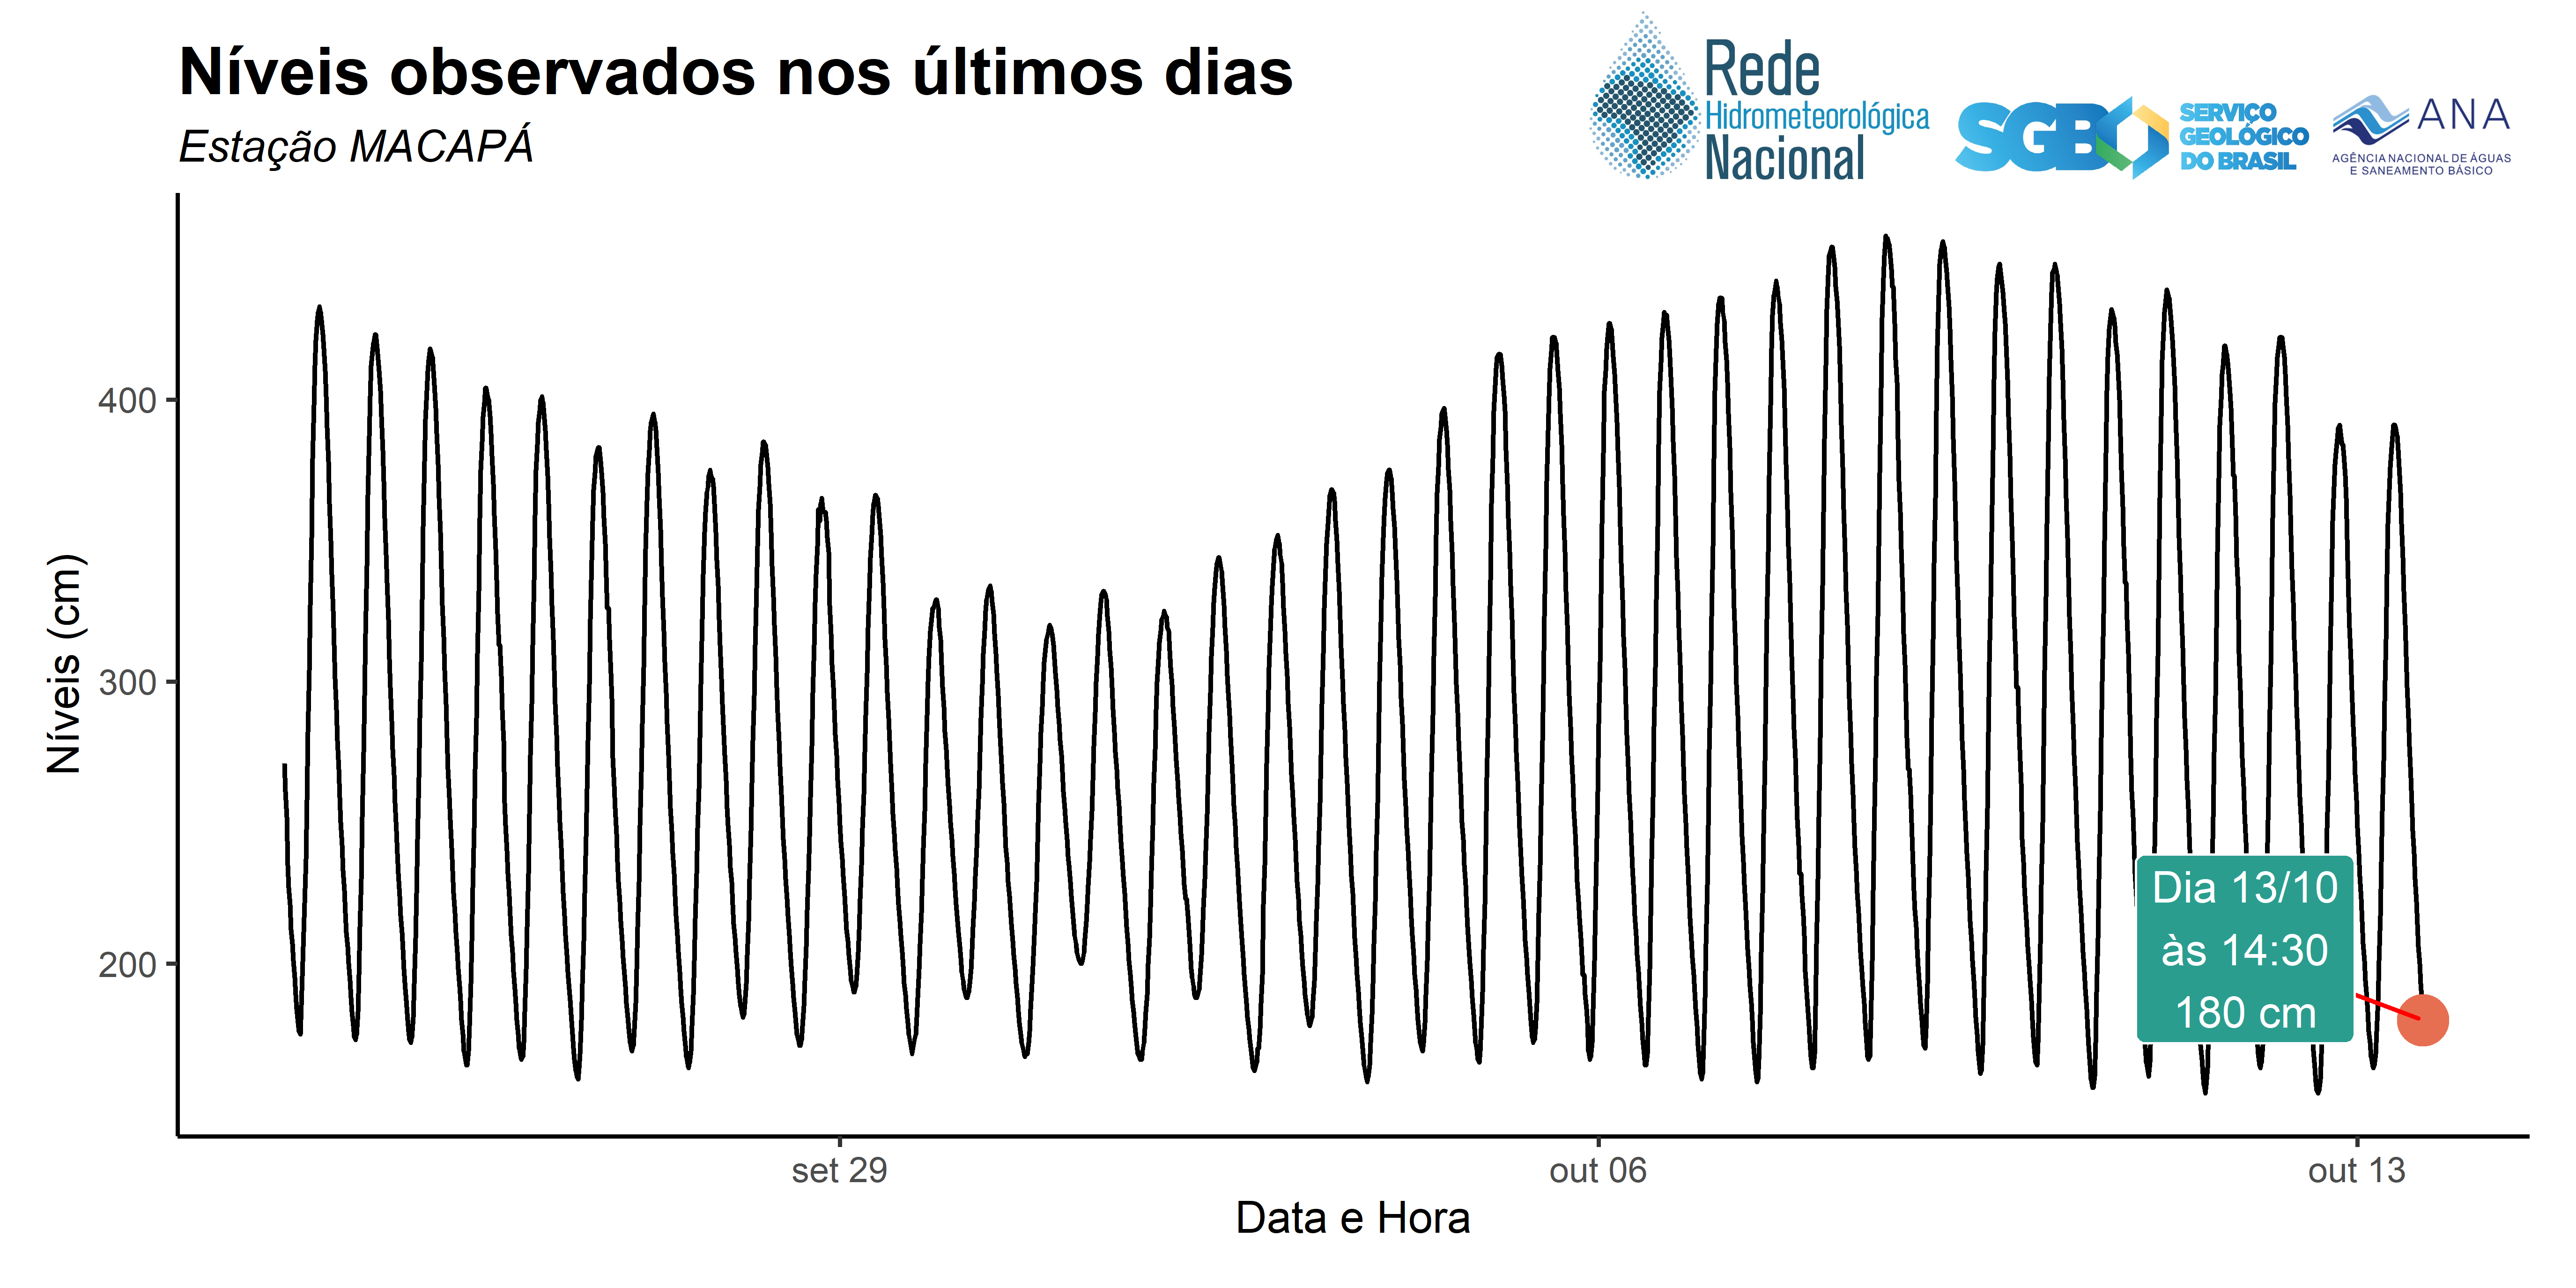 Níveis observados nos últimos dias
Estação MACAPÁ
Rede
Hidrometeorológica
Nacional
SGB
SERVIÇO
GEOLÓGICO
DO BRASIL
ANA
AGÊNCIA NACIONAL DE ÁGUAS
E SANEAMENTO BÁSICO
Níveis (cm)
400
300
200
Dia 13/10
às 14:30
180 cm
set 29
out 06
out 13
Data e Hora